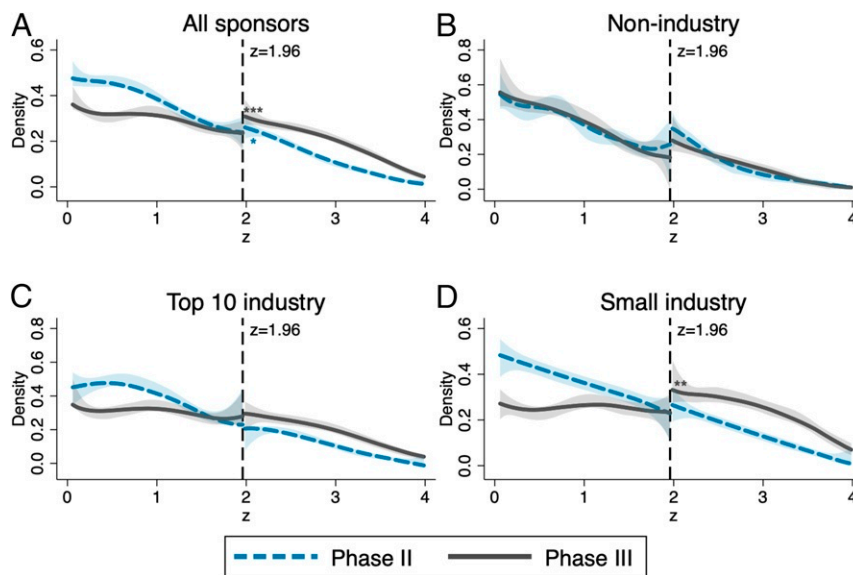 A
All sponsors
Density
0.6
0.4
0.2
0.0
z=1.96
***
*
0
1
2
3
4
z
B
Non-industry
Density
0.8
0.6
0.4
0.2
0.0
z=1.96
0
1
2
3
4
z
C
Top 10 industry
Density
0.8
0.6
0.4
0.2
0.0
z=1.96
0
1
2
3
4
z
D
Small industry
Density
0.6
0.4
0.2
0.0
z=1.96
**
0
1
2
3
4
z
Phase II
Phase III